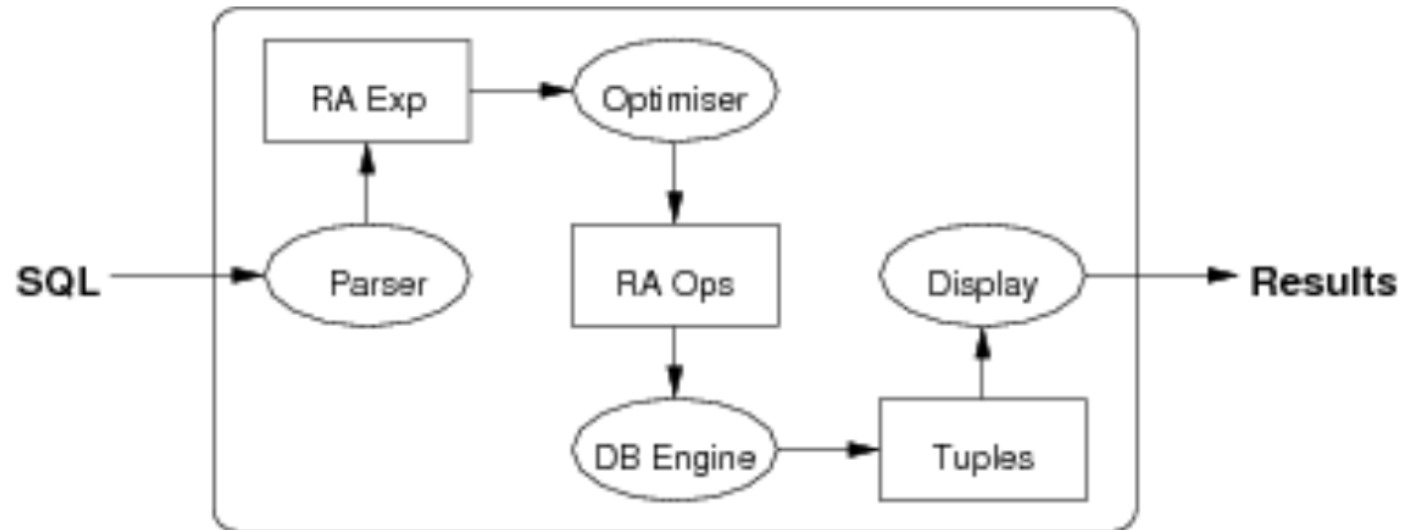 RA Exp
Optimiser
SQL
Parser
RA Ops
Display
Results
DB Engine
Tuples